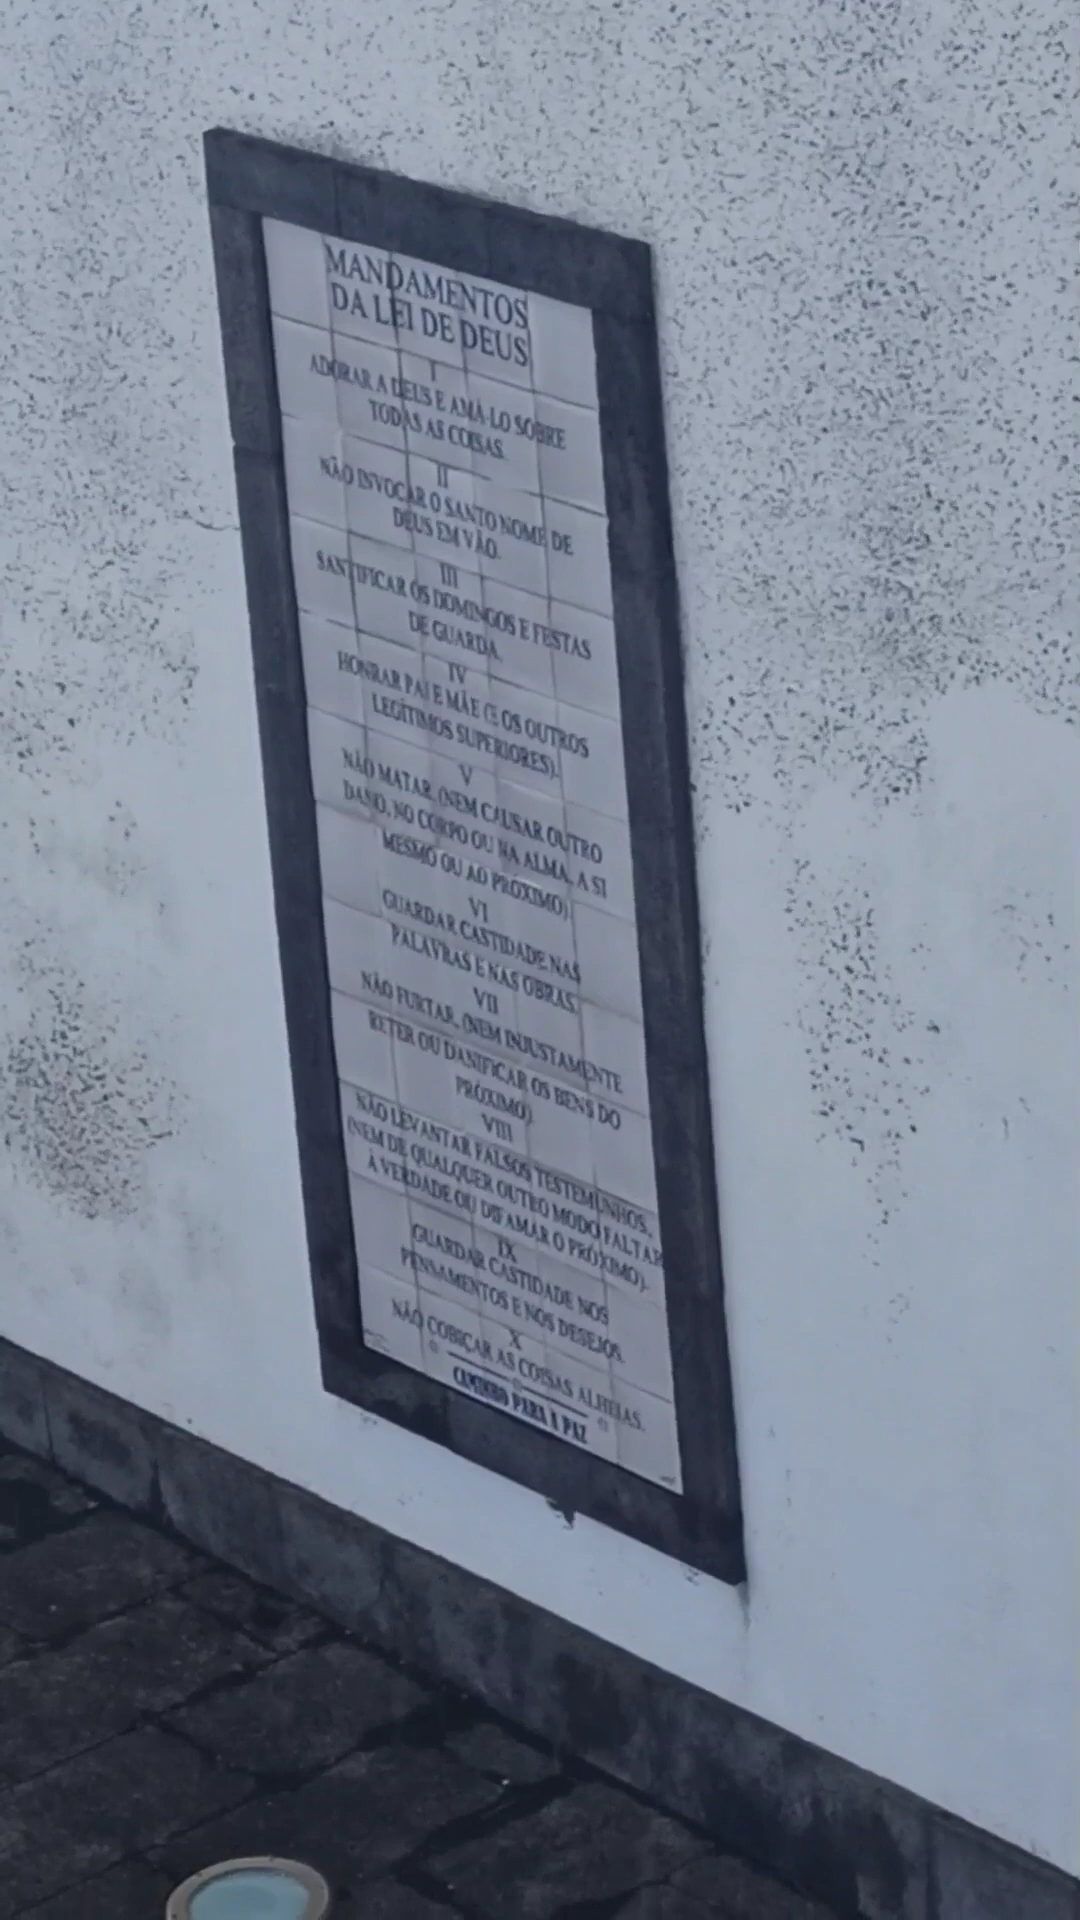 MANDAMENTOS
DA LEI DE DEUS
I
ADORAR A DEUS E AMÁ-LO SOBRE
TODAS AS COISAS.
II
NÃO INVOCAR O SANTO NOME DE
DEUS EM VÃO.
III
SANTIFICAR OS DOMINGOS E FESTAS
DE GUARDA.
IV
HONRAR PAI E MÃE (E OS OUTROS
LEGÍTIMOS SUPERIORES).
V
NÃO MATAR, (NEM CAUSAR OUTRO
DANO, NO CORPO OU NA ALMA, A SI
MESMO OU AO PRÓXIMO).
VI
GUARDAR CASTIDADE NAS
PALAVRAS E NAS OBRAS.
VII
NÃO FURTAR, (NEM INJUSTAMENTE
RETER OU DANIFICAR OS BENS DO
PRÓXIMO).
VIII
NÃO LEVANTAR FALSOS TESTEMUNHOS,
(NEM DE QUALQUER OUTRO MODO FALTAR
À VERDADE OU DIFAMAR O PRÓXIMO).
IX
GUARDAR CASTIDADE NOS
PENSAMENTOS E NOS DESEJOS.
X
NÃO COBIÇAR AS COISAS ALHEIAS.
CAMINHO PARA A PAZ